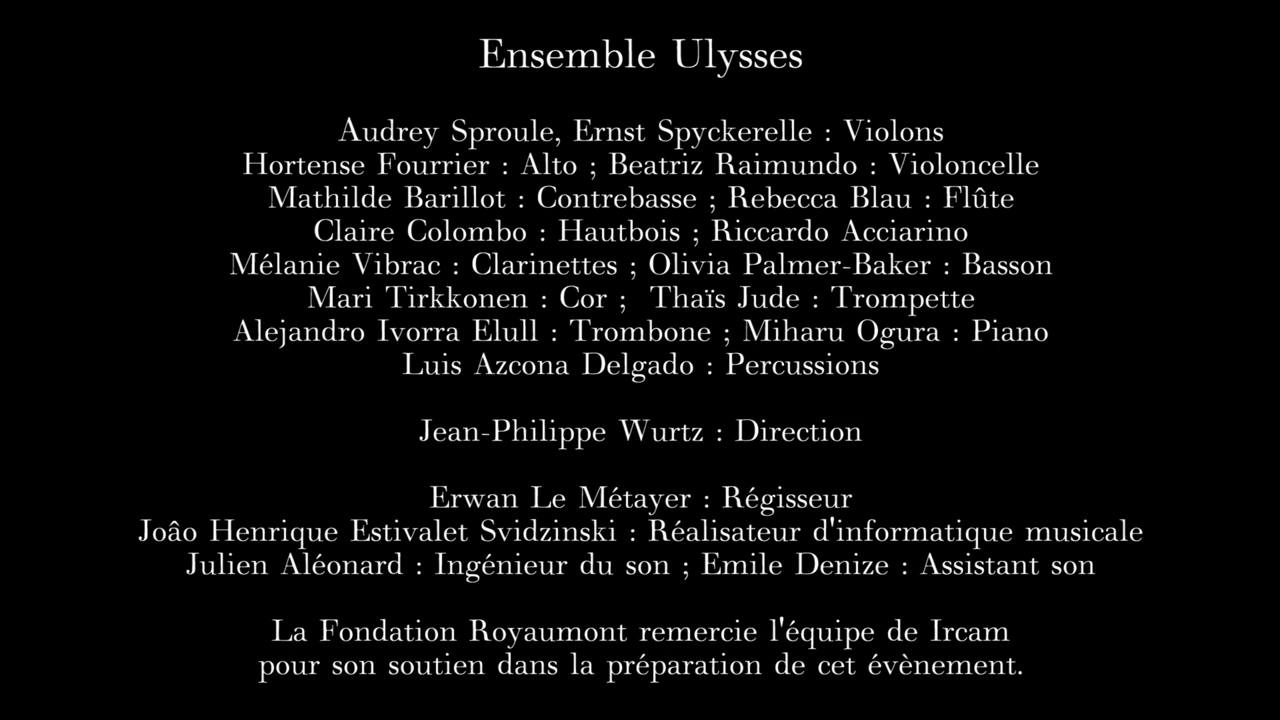 Ensemble Ulysses
Audrey Sproule, Ernst Spyckerelle : Violons
Hortense Fourrier : Alto ; Beatriz Raimundo : Violoncelle
Mathilde Barillot : Contrebasse ; Rebecca Blau : Flûte
Claire Colombo : Hautbois ; Riccardo Acciarino
Mélanie Vibrac : Clarinettes ; Olivia Palmer-Baker : Basson
Mari Tirkkonen : Cor ;  Thaïs Jude : Trompette
Alejandro Ivorra Elull : Trombone ; Miharu Ogura : Piano
Luis Azcona Delgado : Percussions
Jean-Philippe Wurtz : Direction
Erwan Le Métayer : Régisseur
Joâo Henrique Estivalet Svidzinski : Réalisateur d'informatique musicale
Julien Aléonard : Ingénieur du son ; Emile Denize : Assistant son
La Fondation Royaumont remercie l'équipe de Ircam
pour son soutien dans la préparation de cet évènement.